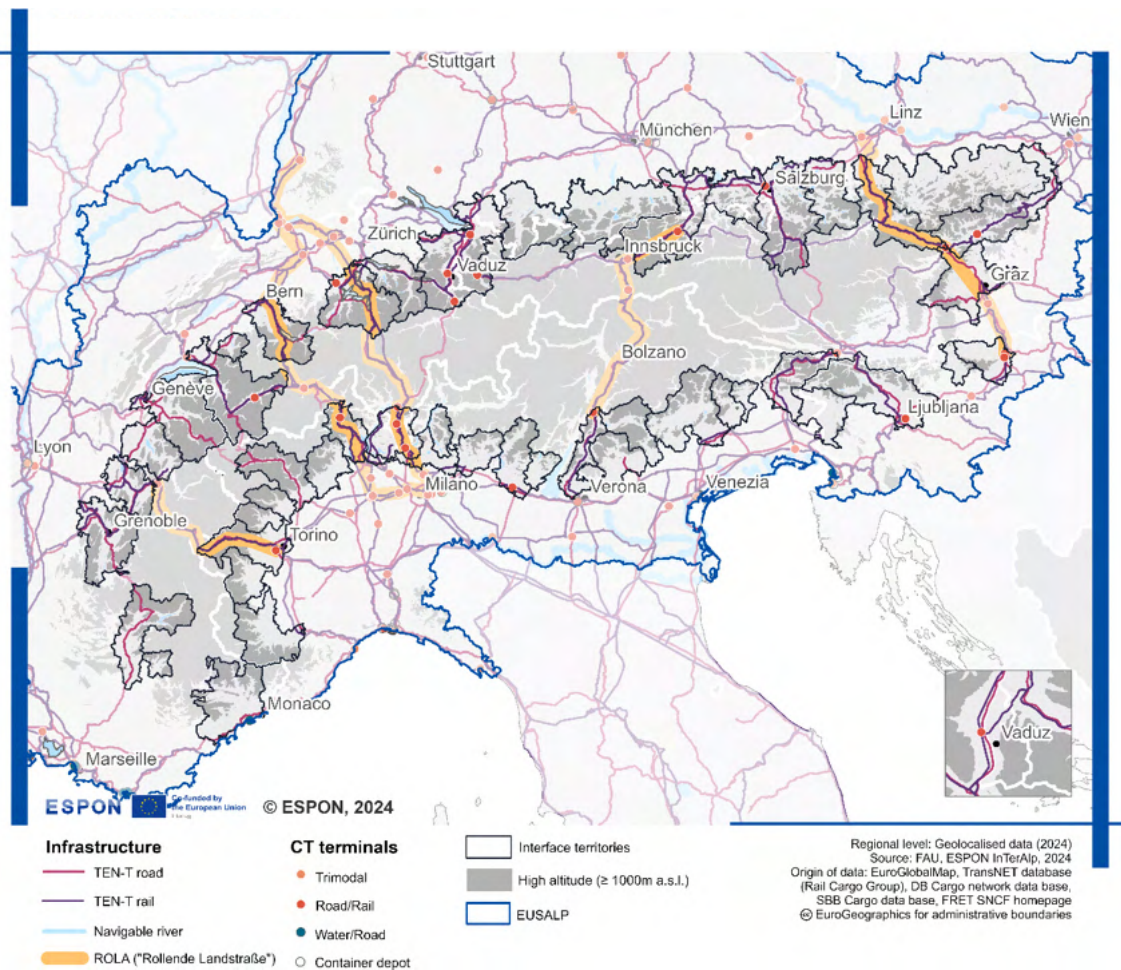 Stuttgart
Linz
Wien
München
Salzburg
Zürich
Innsbruck
Vaduz
Graz
Bern
Bolzano
Genève
Ljubljana
Lyon
Milano
Verona
Venezia
Grenoble
Torino
Monaco
Vaduz
Marseille
ESPON
Co-funded by
the European Union
© ESPON, 2024
Infrastructure
TEN-T road
TEN-T rail
Navigable river
ROLA ("Rollende Landstraße")
CT terminals
Trimodal
Road/Rail
Water/Road
Container depot
Interface territories
High altitude (≥ 1000m a.s.l.)
EUSALP
Regional level: Geolocalised data (2024)
Source: FAU, ESPON InTerAlp, 2024
Origin of data: EuroGlobalMap, TransNET database
(Rail Cargo Group), DB Cargo network data base,
SBB Cargo data base, FRET SNCF homepage
EuroGeographics for administrative boundaries